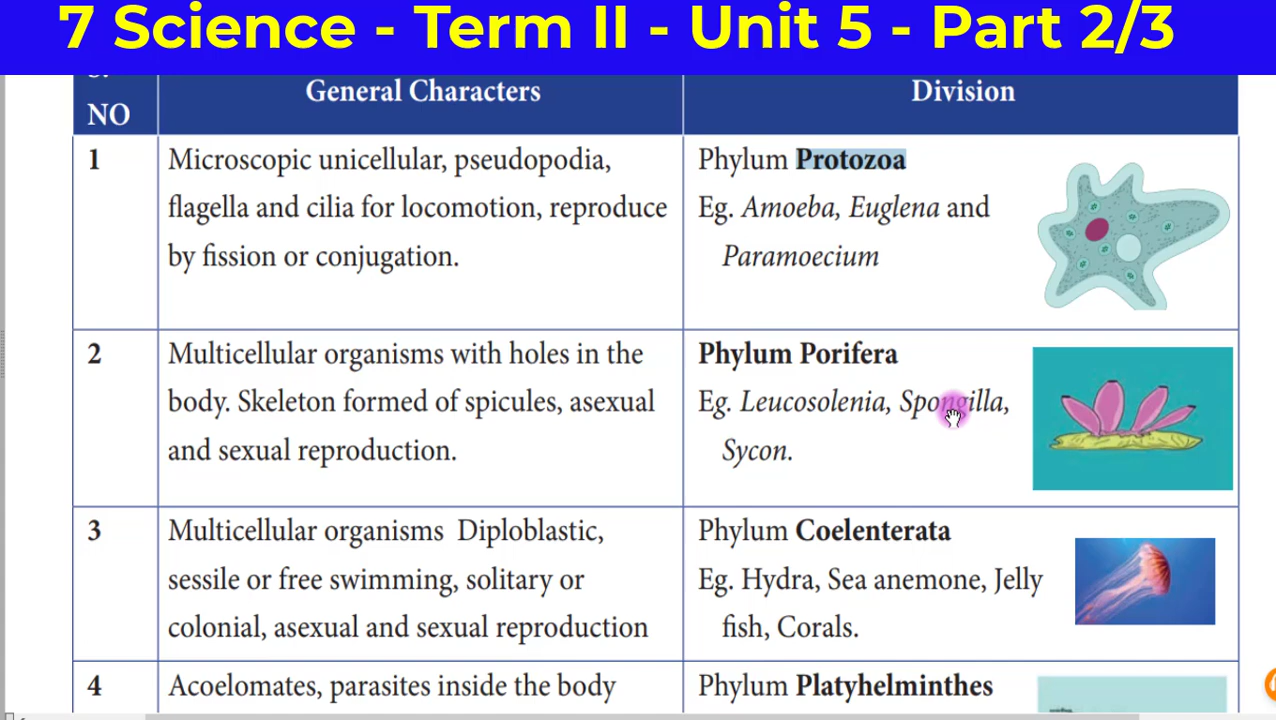 7 Science - Term II - Unit 5 - Part 2/3
NO
General Characters
Division
1
Microscopic unicellular, pseudopodia,
flagella and cilia for locomotion, reproduce
by fission or conjugation.
Phylum Protozoa
Eg. Amoeba, Euglena and
Paramoecium
2
Multicellular organisms with holes in the
body. Skeleton formed of spicules, asexual
and sexual reproduction.
Phylum Porifera
Eg. Leucosolenia, Spongilla,
Sycon.
3
Multicellular organisms Diploblastic,
sessile or free swimming, solitary or
colonial, asexual and sexual reproduction
Phylum Coelenterata
Eg. Hydra, Sea anemone, Jelly
fish, Corals.
4
Acoelomates, parasites inside the body
Phylum Platyhelminthes